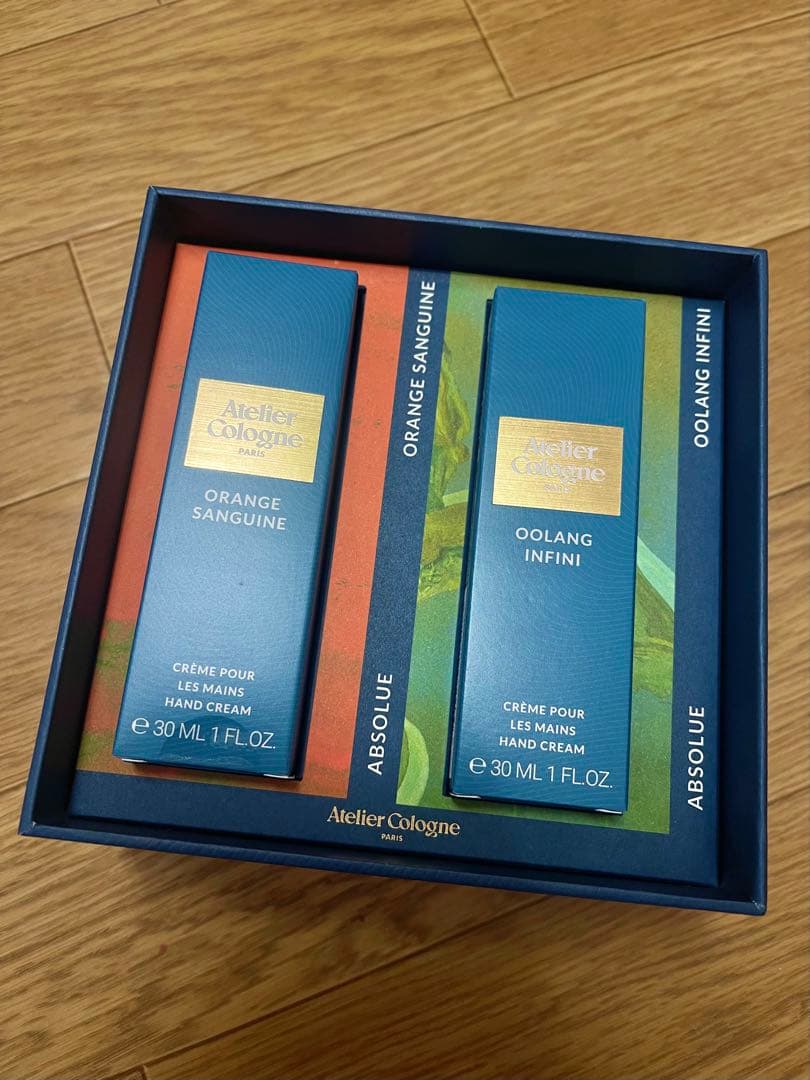 Atelier
Cologne
PARIS
ORANGE
SANGUINE
CRÈME POUR
LES MAINS
HAND CREAM
e 30 ML 1 FL.OZ.
ORANGE SANGUINE
ABSOLUE
Atelier
Cologne
PARIS
OOLANG
INFINI
CRÈME POUR
LES MAINS
HAND CREAM
e 30 ML 1 FL.OZ.
OOLANG INFINI
ABSOLUE
Atelier Cologne
PARIS